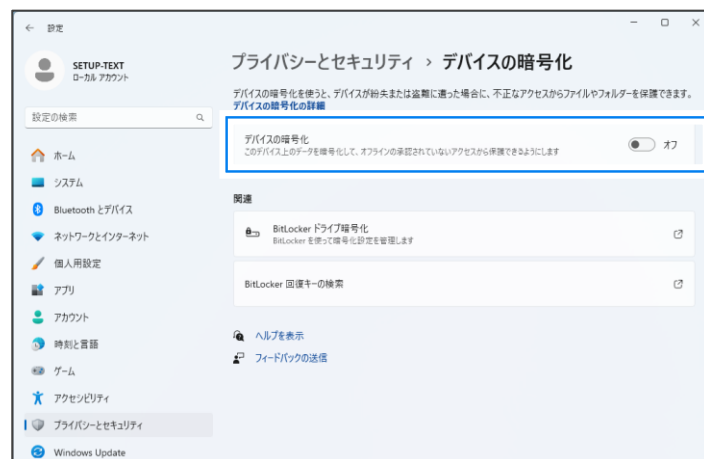 ← 設定
SETUP-TEXT
ローカル アカウント
設定の検索
ホーム
システム
Bluetooth とデバイス
ネットワークとインターネット
個人用設定
アプリ
アカウント
時刻と言語
ゲーム
アクセシビリティ
プライバシーとセキュリティ
Windows Update
プライバシーとセキュリティ › デバイスの暗号化
デバイスの暗号化を使うと、デバイスが紛失または盗難に遭った場合に、不正なアクセスからファイルやフォルダーを保護できます。
デバイスの暗号化の詳細
デバイスの暗号化
このデバイス上のデータを暗号化して、オフラインの承認されていないアクセスから保護できるようにします
オフ
関連
BitLocker ドライブ暗号化
BitLocker を使って暗号化設定を管理します
BitLocker 回復キーの検索
ヘルプを表示
フィードバックの送信